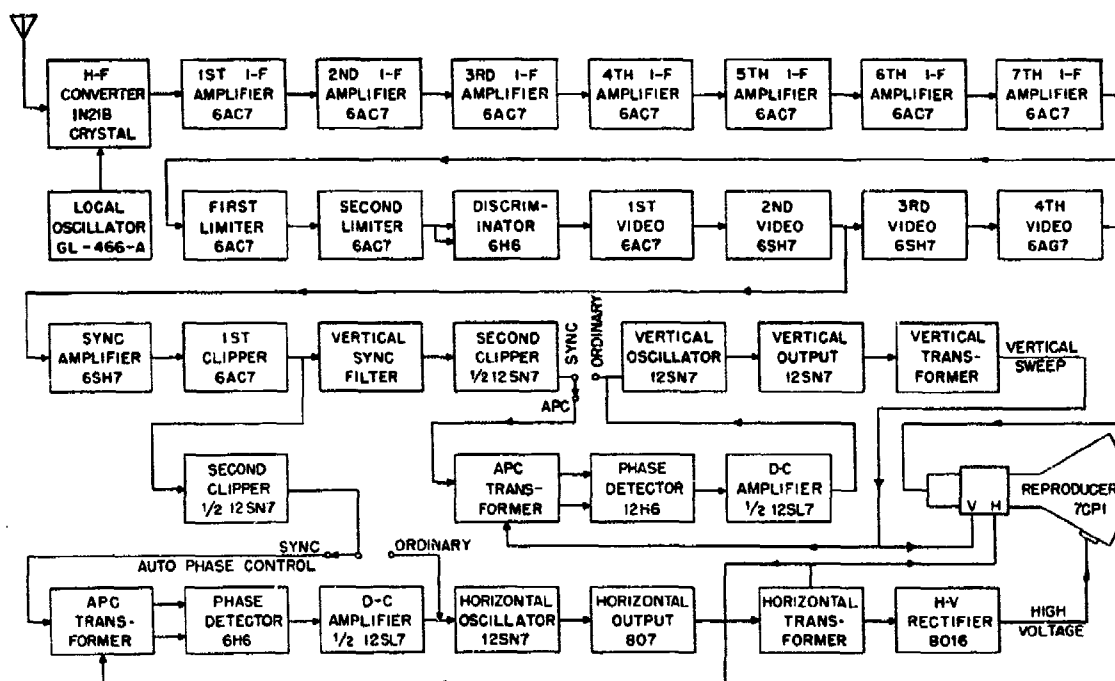 H-F
CONVERTER
IN21B
CRYSTAL
1ST I-F
AMPLIFIER
6AC7
2ND I-F
AMPLIFIER
6AC7
3RD I-F
AMPLIFIER
6AC7
4TH I-F
AMPLIFIER
6AC7
5TH I-F
AMPLIFIER
6AC7
6TH I-F
AMPLIFIER
6AC7
7TH I-F
AMPLIFIER
6AC7
LOCAL
OSCILLATOR
GL-466-A
FIRST
LIMITER
6AC7
SECOND
LIMITER
6AC7
DISCRIM-
INATOR
6H6
1ST
VIDEO
6AC7
2ND
VIDEO
6SH7
3RD
VIDEO
6SH7
4TH
VIDEO
6AG7
SYNC
AMPLIFIER
6SH7
1ST
CLIPPER
6AC7
VERTICAL
SYNC
FILTER
SECOND
CLIPPER
1/2 12SN7
SYNC
ORDINARY
APC
VERTICAL
OSCILLATOR
12SN7
VERTICAL
OUTPUT
12SN7
VERTICAL
TRANS-
FORMER
VERTICAL
SWEEP
SECOND
CLIPPER
1/2 12SN7
APC
TRANS-
FORMER
PHASE
DETECTOR
12H6
D-C
AMPLIFIER
1/2 12SL7
V H
REPRODUCER
7CP1
SYNC
ORDINARY
AUTO PHASE CONTROL
APC
TRANS-
FORMER
PHASE
DETECTOR
6H6
D-C
AMPLIFIER
1/2 12SL7
HORIZONTAL
OSCILLATOR
12SN7
HORIZONTAL
OUTPUT
807
HORIZONTAL
TRANS-
FORMER
H-V
RECTIFIER
8016
HIGH
VOLTAGE